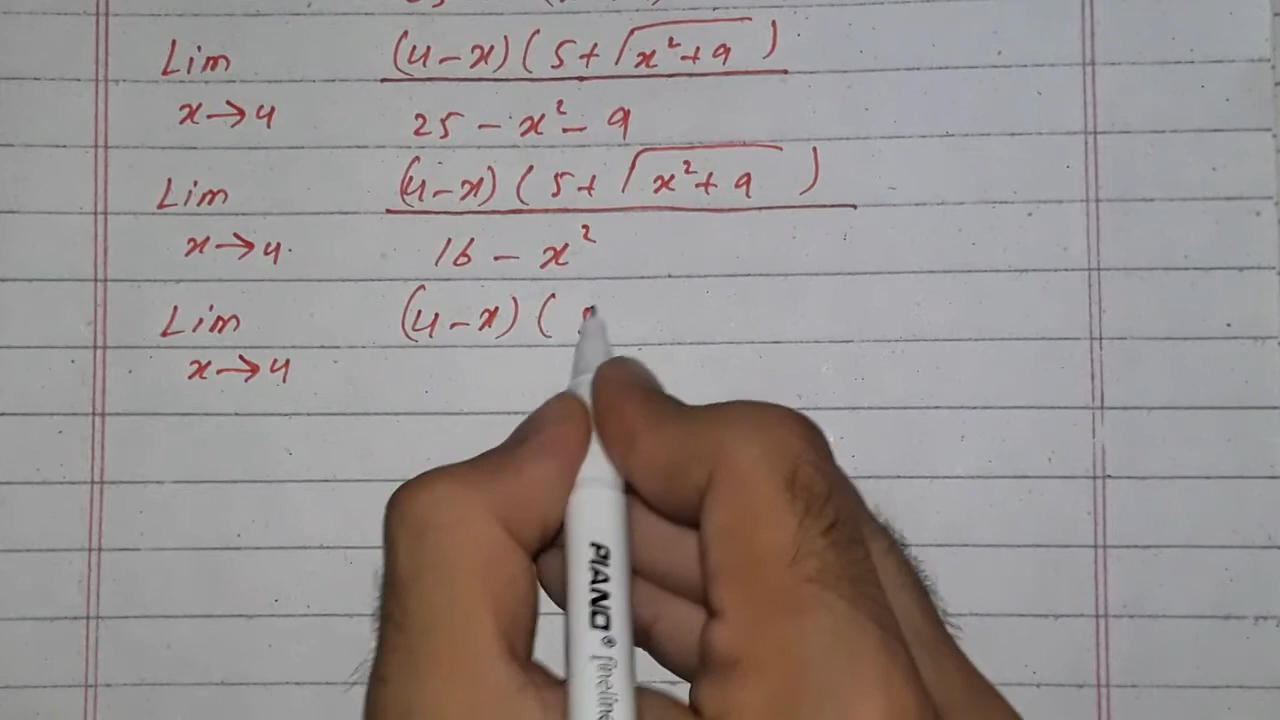 Lim (4-x)(5+√x²+9)
x→4 25-x²-9
Lim (4-x)(5+√x²+9)
x→4. 16-x²
Lim (4-x)(
x→4
PIANO® fineline